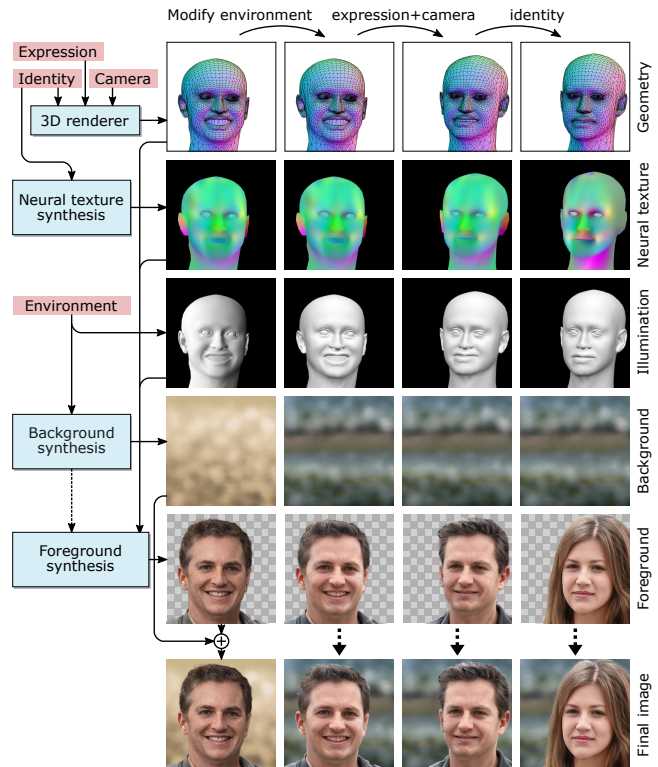 Modify environment
expression+camera
identity
Expression
Identity
Camera
3D renderer
Geometry
Neural texture
synthesis
Neural texture
Environment
Illumination
Background
synthesis
Background
Foreground
synthesis
Foreground
Final image